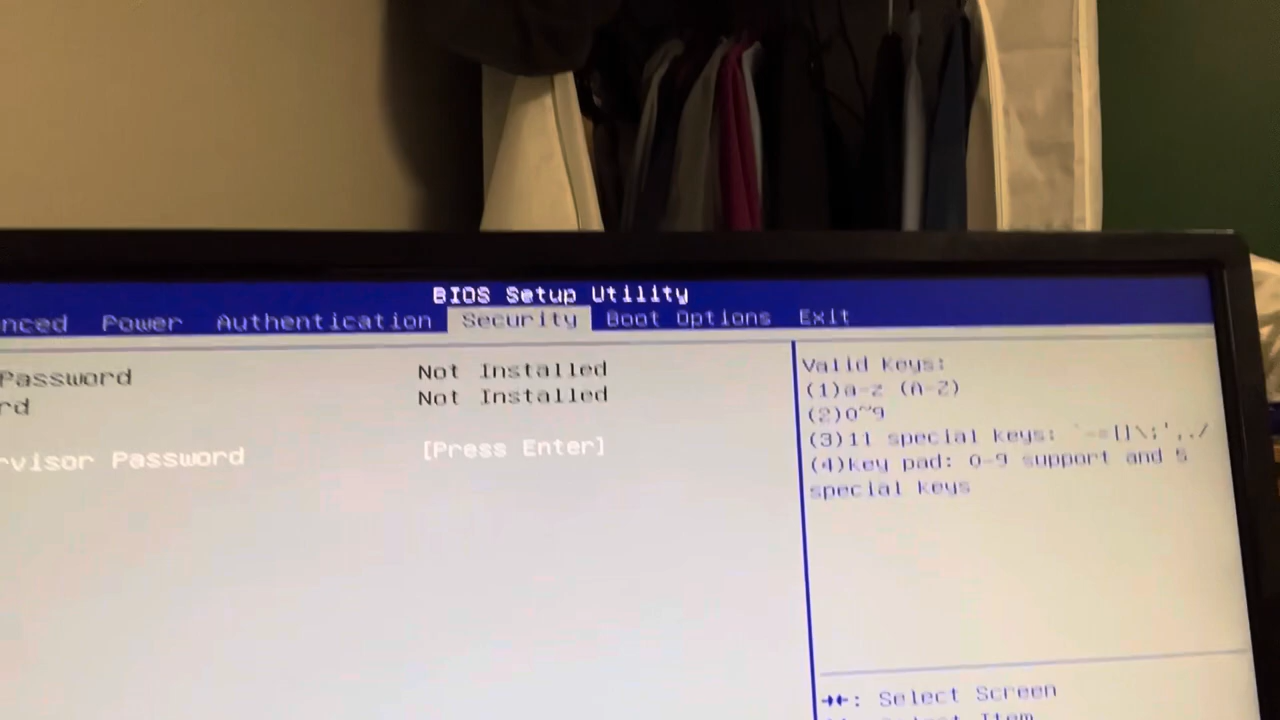 BIOS Setup Utility
nced Power Authentication Security Boot Options Exit
Password Not Installed
rd Not Installed
rvisor Password [Press Enter]
Valid keys:
(1)a-z (A-Z)
(2)0~9
(3)11 special keys: `-=[]\;',./
(4)key pad: 0-9 support and 5
special keys
→←: Select Screen
Select Item